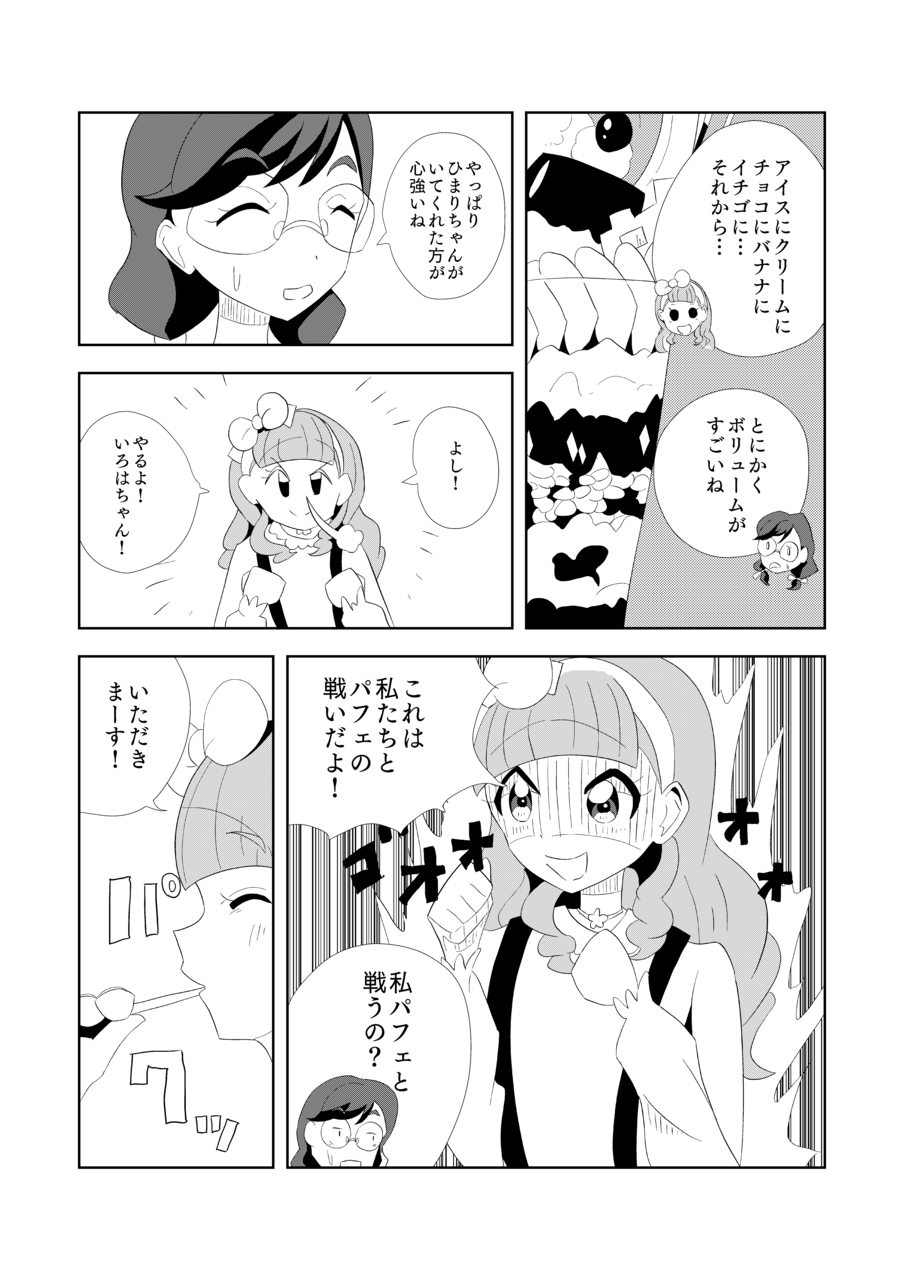 アイスにクリームに
チョコにバナナに
イチゴに…
それから…
とにかく
ボリュームが
すごいね
やっぱり
ひまりちゃんが
いてくれた方が
心強いね
よし！
やるよ！
いろはちゃん！
これは
私たちと
パフェの
戦いだよ！
ゴオオオオ
私パフェと
戦うの？
いただき
まーす！
パクッ